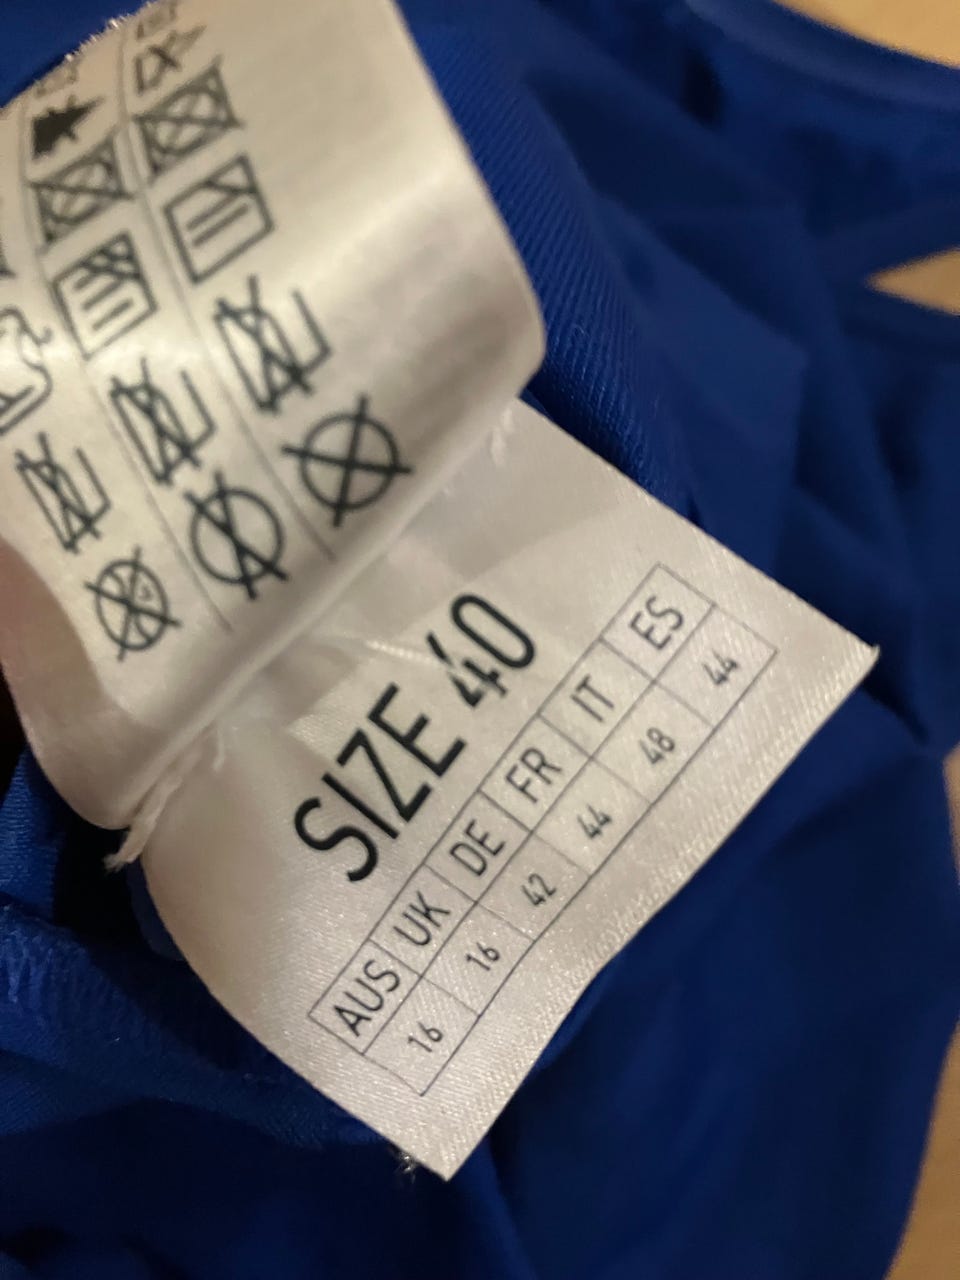 SIZE 40
AUS UK DE FR IT ES
16 16 42 44 48 44